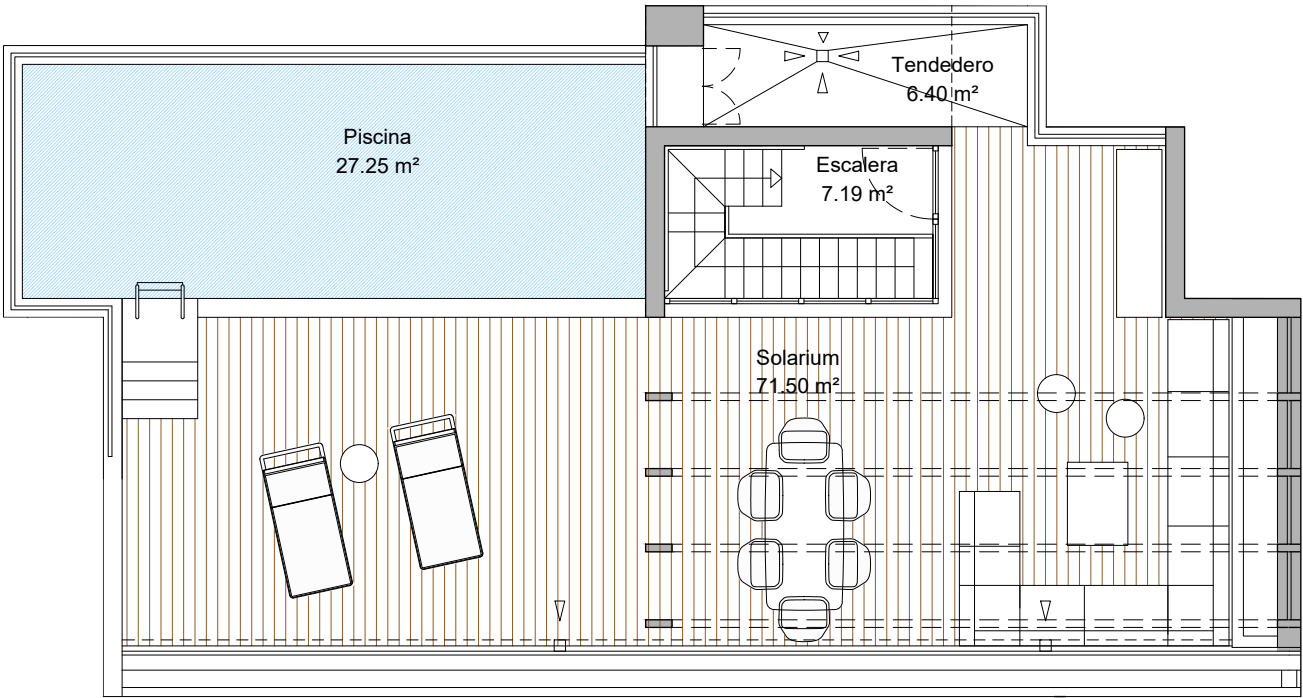 Tendedero
6.40 m²
Piscina
27.25 m²
Escalera
7.19 m²
Solarium
71.50 m²